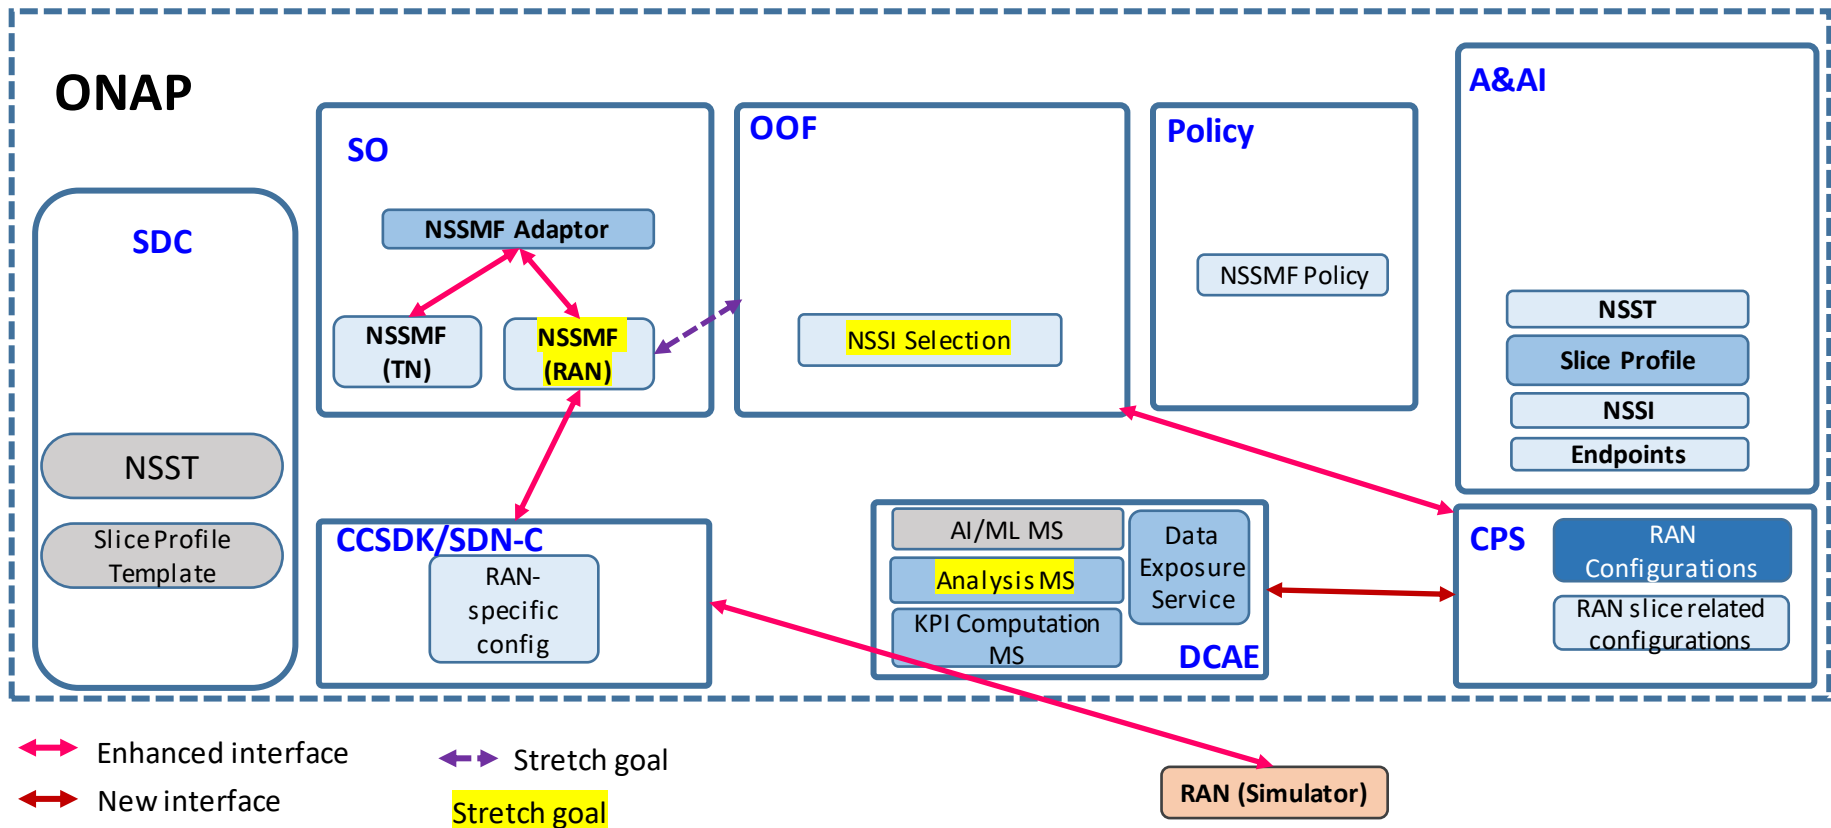 ONAP
SDC
NSST
Slice Profile
Template
SO
NSSMF Adaptor
NSSMF
(TN)
NSSMF
(RAN)
OOF
NSSI Selection
Policy
NSSMF Policy
A&AI
NSST
Slice Profile
NSSI
Endpoints
CCSDK/SDN-C
RAN-
specific
config
AI/ML MS
Analysis MS
KPI Computation
MS
Data
Exposure
Service
DCAE
CPS
RAN
Configurations
RAN slice related
configurations
Enhanced interface
New interface
Stretch goal
Stretch goal
RAN (Simulator)